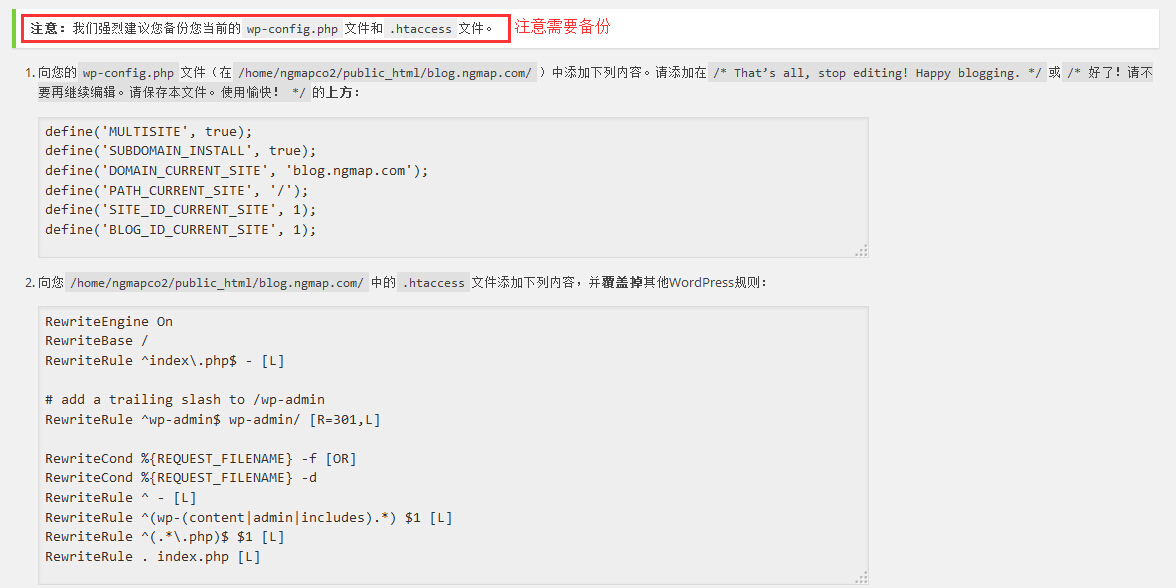 注意：我们强烈建议您备份您当前的 wp-config.php 文件和 .htaccess 文件。 注意需要备份
1. 向您的 wp-config.php 文件（在 /home/ngmapco2/public_html/blog.ngmap.com/ ）中添加下列内容。请添加在 /* That’s all, stop editing! Happy blogging. */ 或 /* 好了！请不
要再继续编辑。请保存本文件。使用愉快！ */ 的上方：
define('MULTISITE', true);
define('SUBDOMAIN_INSTALL', true);
define('DOMAIN_CURRENT_SITE', 'blog.ngmap.com');
define('PATH_CURRENT_SITE', '/');
define('SITE_ID_CURRENT_SITE', 1);
define('BLOG_ID_CURRENT_SITE', 1);
2. 向您 /home/ngmapco2/public_html/blog.ngmap.com/ 中的 .htaccess 文件添加下列内容，并覆盖掉其他WordPress规则：
RewriteEngine On
RewriteBase /
RewriteRule ^index\.php$ - [L]
# add a trailing slash to /wp-admin
RewriteRule ^wp-admin$ wp-admin/ [R=301,L]
RewriteCond %{REQUEST_FILENAME} -f [OR]
RewriteCond %{REQUEST_FILENAME} -d
RewriteRule ^ - [L]
RewriteRule ^(wp-(content|admin|includes).*) $1 [L]
RewriteRule ^(.*\.php)$ $1 [L]
RewriteRule . index.php [L]